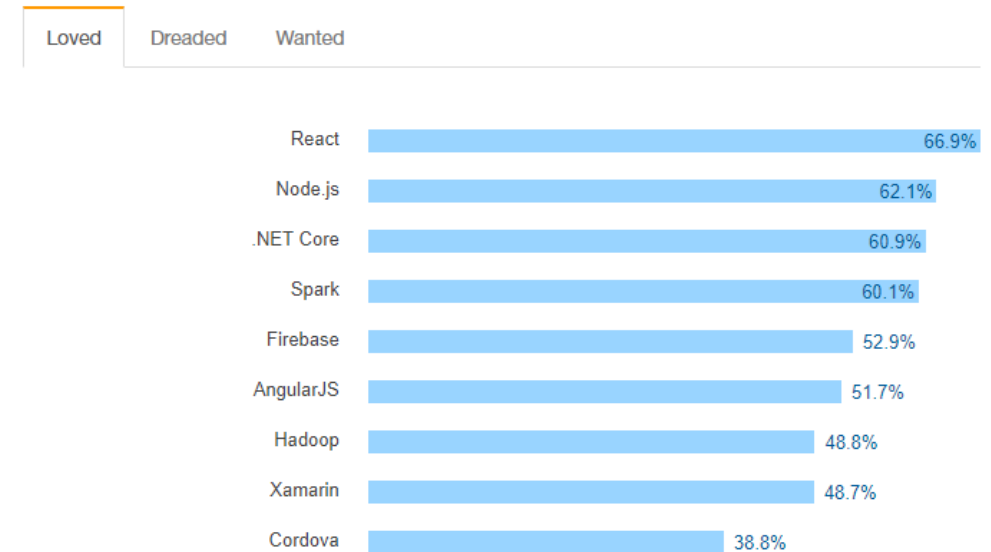 Loved Dreaded Wanted
React 66.9%
Node.js 62.1%
.NET Core 60.9%
Spark 60.1%
Firebase 52.9%
AngularJS 51.7%
Hadoop 48.8%
Xamarin 48.7%
Cordova 38.8%